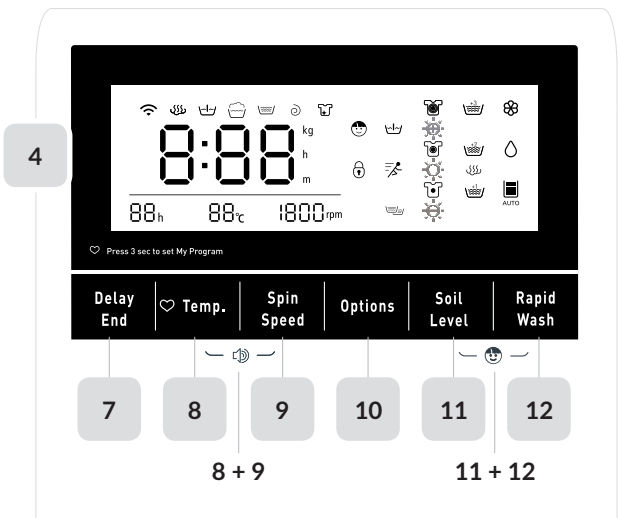 4
8:88
kg
h
m
88h
88°C
1800rpm
AUTO
Press 3 sec to set My Program
Delay End
Temp.
Spin Speed
Options
Soil Level
Rapid Wash
7
8
9
10
11
12
8 + 9
11 + 12